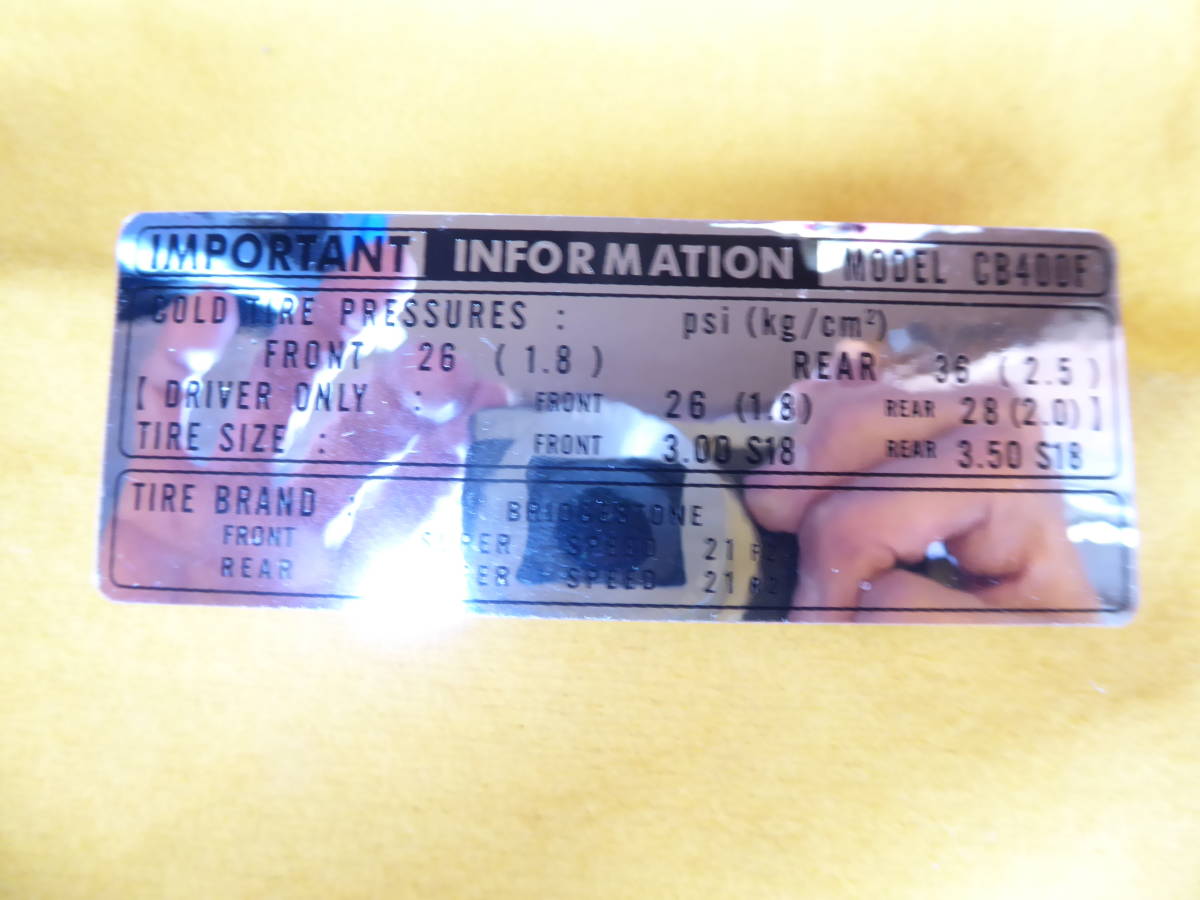 IMPORTANT INFORMATION MODEL CB400F
COLD TIRE PRESSURES : psi (kg/cm²)
FRONT 26 (1.8) REAR 36 (2.5)
[ DRIVER ONLY : FRONT 26 (1.8) REAR 28 (2.0) ]
TIRE SIZE : FRONT 3.00 S18 REAR 3.50 S18
TIRE BRAND : BRIDGESTONE
FRONT SUPER SPEED 21
REAR SPEED 21